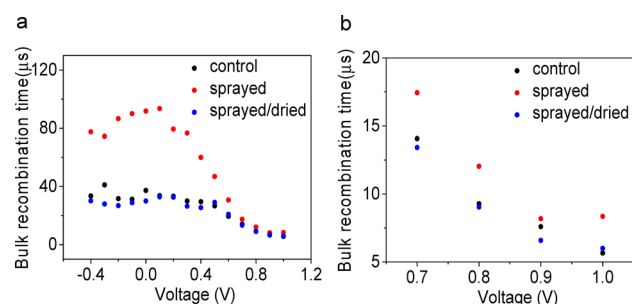 a
Bulk recombination time(μs)
120
80
40
0
control
sprayed
sprayed/dried
-0.4 0.0 0.4 0.8 1.2
Voltage (V)
b
Bulk recombination time(μs)
20
15
10
5
control
sprayed
sprayed/dried
0.7 0.8 0.9 1.0
Voltage (V)